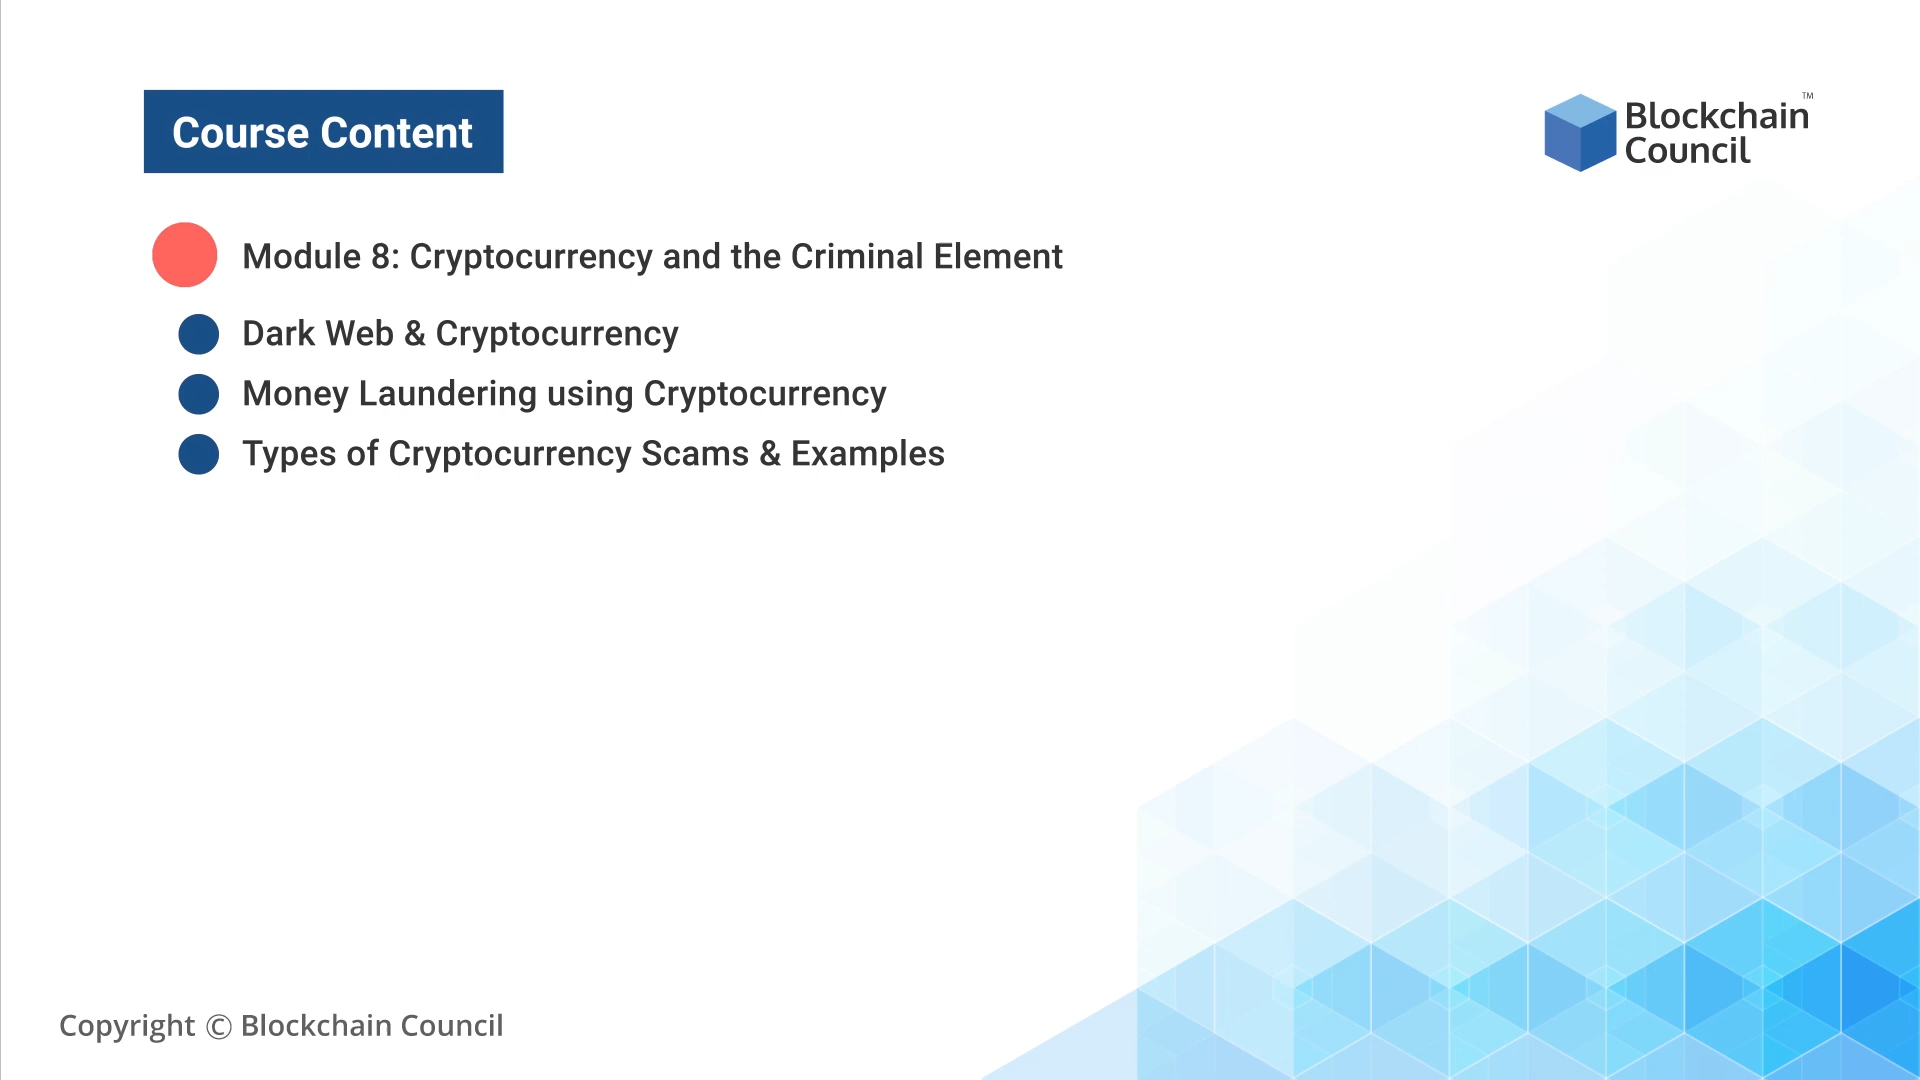 Course Content
Blockchain™
Council
Module 8: Cryptocurrency and the Criminal Element
Dark Web & Cryptocurrency
Money Laundering using Cryptocurrency
Types of Cryptocurrency Scams & Examples
Copyright © Blockchain Council